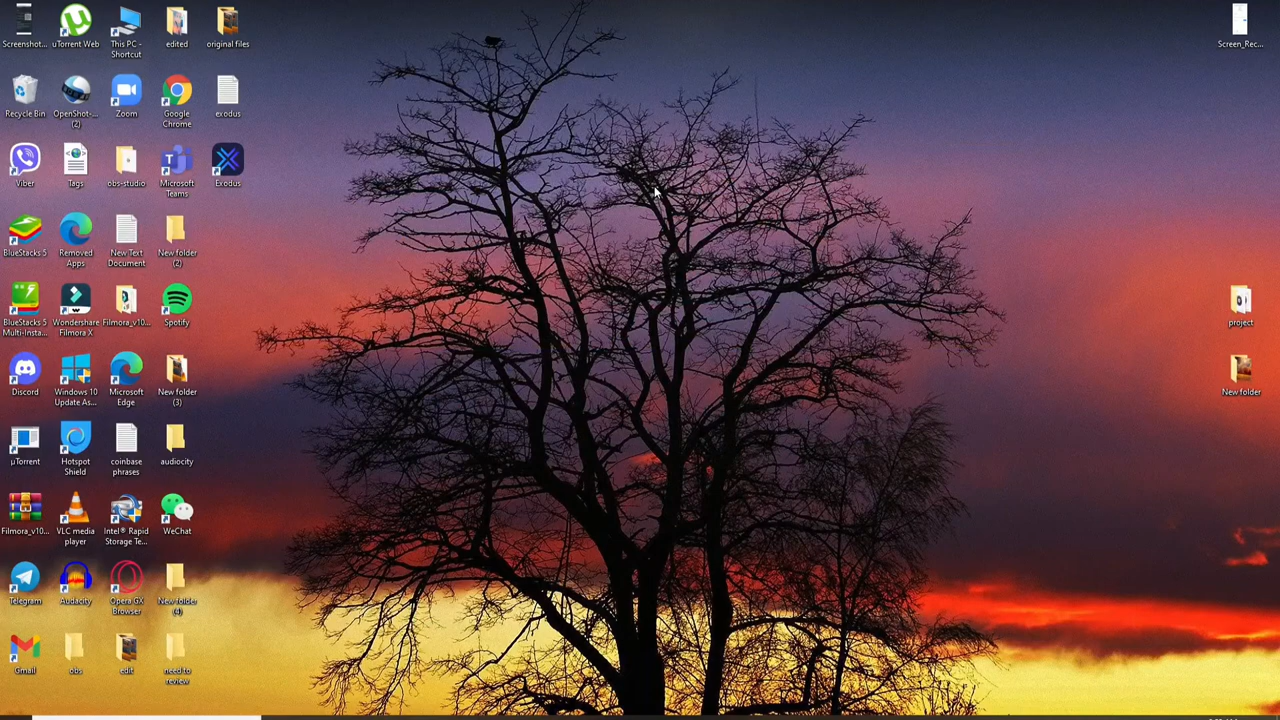 Screenshot...
uTorrent Web
This PC -
Shortcut
edited
original files
Recycle Bin
OpenShot-...
(2)
Zoom
Google
Chrome
exodus
Viber
Tags
obs-studio
Microsoft
Teams
Exodus
BlueStacks 5
Removed
Apps
New Text
Document
New folder
(2)
BlueStacks 5
Multi-Insta...
Wondershare
Filmora X
Filmora_v10...
Spotify
Discord
Windows 10
Update As...
Microsoft
Edge
New folder
(3)
µTorrent
Hotspot
Shield
coinbase
phrases
audiocity
Filmora_v10...
VLC media
player
Intel® Rapid
Storage Te...
WeChat
Telegram
Audacity
Opera GX
Browser
New folder
(4)
Gmail
obs
edit
need to
review
Screen_Rec...
project
New folder